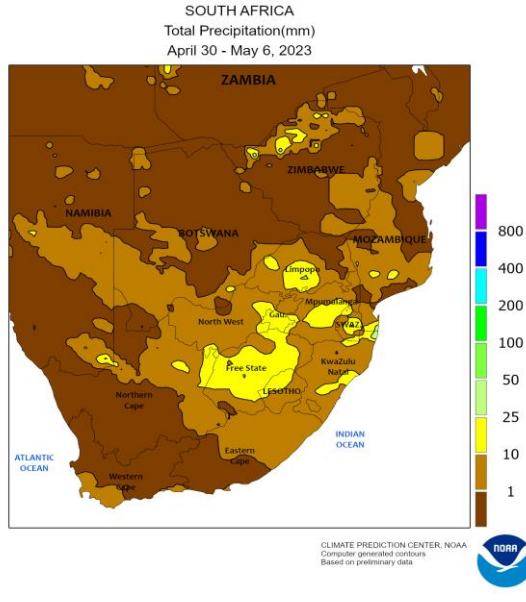 SOUTH AFRICA
Total Precipitation(mm)
April 30 - May 6, 2023
ZAMBIA
ZIMBABWE
NAMIBIA
BOTSWANA
MOZAMBIQUE
Limpopo
Mpumulanga
North West
Gau
SWAZ
Free State
KwaZulu
Natal
LESOTHO
Northern
Cape
Eastern
Cape
Western
Cape
ATLANTIC
OCEAN
INDIAN
OCEAN
800
400
200
100
50
25
10
1
CLIMATE PREDICTION CENTER, NOAA
Computer generated contours
Based on preliminary data
NOAA